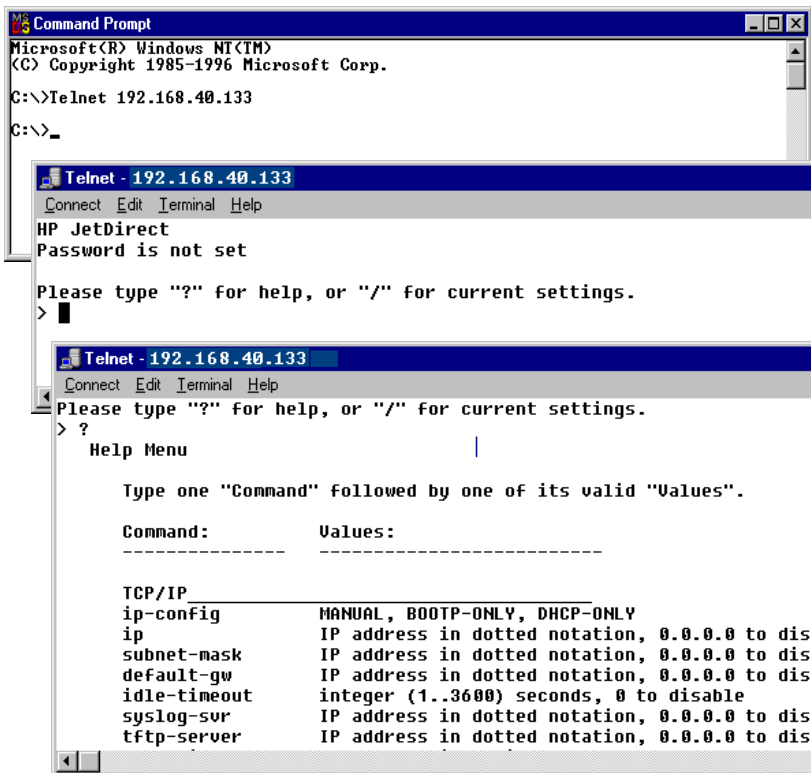 Command Prompt
Microsoft(R) Windows NT(TM)
(C) Copyright 1985-1996 Microsoft Corp.
C:\>Telnet 192.168.40.133
C:\>_
Telnet - 192.168.40.133
Connect Edit Terminal Help
HP JetDirect
Password is not set
Please type "?" for help, or "/" for current settings.
>
Telnet - 192.168.40.133
Connect Edit Terminal Help
Please type "?" for help, or "/" for current settings.
> ?
Help Menu
Type one "Command" followed by one of its valid "Values".
Command: Values:
--------------- --------------------------
TCP/IP_____________________________________
ip-config MANUAL, BOOTP-ONLY, DHCP-ONLY
ip IP address in dotted notation, 0.0.0.0 to dis
subnet-mask IP address in dotted notation, 0.0.0.0 to dis
default-gw IP address in dotted notation, 0.0.0.0 to dis
idle-timeout integer (1..3600) seconds, 0 to disable
syslog-svr IP address in dotted notation, 0.0.0.0 to dis
tftp-server IP address in dotted notation, 0.0.0.0 to dis